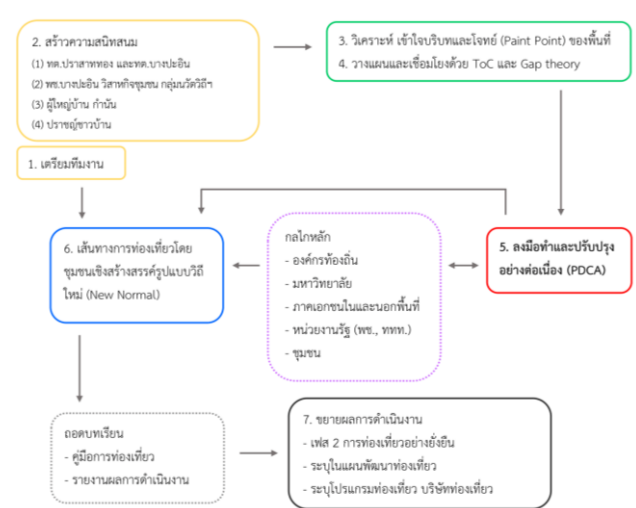 2. สร้าวความสนิทสนม
(1) ทต.ปราสาททอง และทต.บางปะอิน
(2) พช.บางปะอิน วิสาหกิจชุมชน กลุ่มนวัตวิถีฯ
(3) ผู้ใหญ่บ้าน กำนัน
(4) ปราชญ์ชาวบ้าน
3. วิเคราะห์ เข้าใจบริบทและโจทย์ (Paint Point) ของพื้นที่
4. วางแผนและเชื่อมโยงด้วย ToC และ Gap theory
1. เตรียมทีมงาน
6. เส้นทางการท่องเที่ยวโดย
ชุมชนเชิงสร้างสรรค์รูปแบบวิถี
ใหม่ (New Normal)
กลไกหลัก
- องค์กรท้องถิ่น
- มหาวิทยาลัย
- ภาคเอกชนในและนอกพื้นที่
- หน่วยงานรัฐ (พช., ททท.)
- ชุมชน
5. ลงมือทำและปรับปรุง
อย่างต่อเนื่อง (PDCA)
ถอดบทเรียน
- คู่มือการท่องเที่ยว
- รายงานผลการดำเนินงาน
7. ขยายผลการดำเนินงาน
- เฟส 2 การท่องเที่ยวอย่างยั่งยืน
- ระบุในแผนพัฒนาท่องเที่ยว
- ระบุโปรแกรมท่องเที่ยว บริษัทท่องเที่ยว